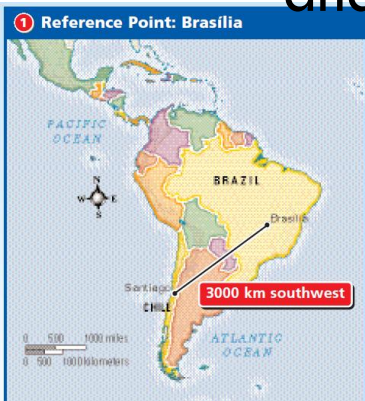 and
1 Reference Point: Brasília
PACIFIC
OCEAN
N
W E
S
BRAZIL
Brasília
Santiago
3000 km southwest
CHILE
0 500 1000 miles
0 500 1000 kilometers
ATLANTIC
OCEAN